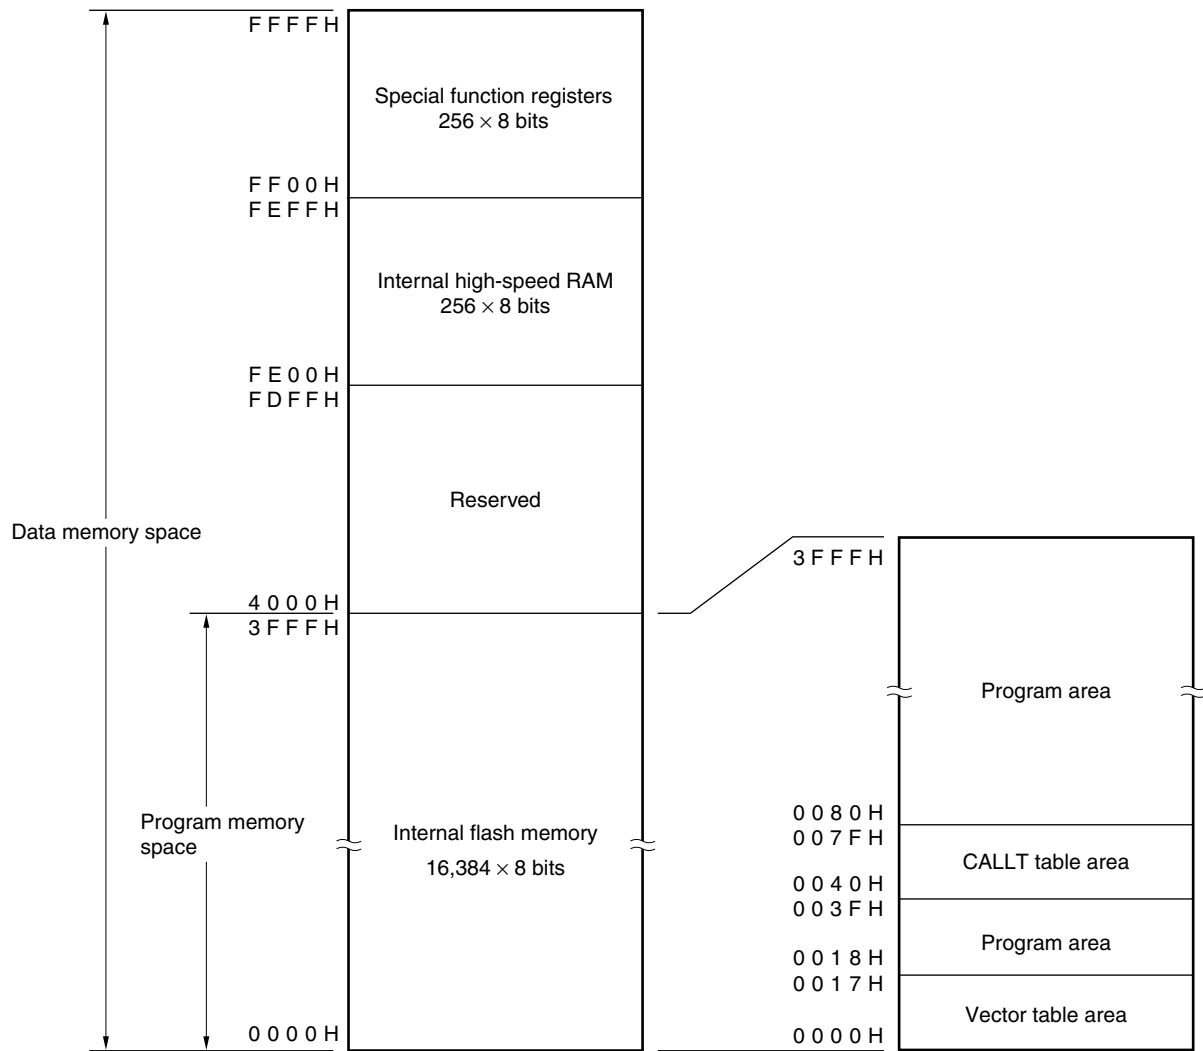 FFFFH
Special function registers
256 × 8 bits
FF00H
FEFFH
Internal high-speed RAM
256 × 8 bits
FE00H
FDFFH
Reserved
Data memory space
4000H
3FFFH
Program memory
space
Internal flash memory
16,384 × 8 bits
0000H
3FFFH
Program area
0080H
007FH
CALLT table area
0040H
003FH
Program area
0018H
0017H
Vector table area
0000H